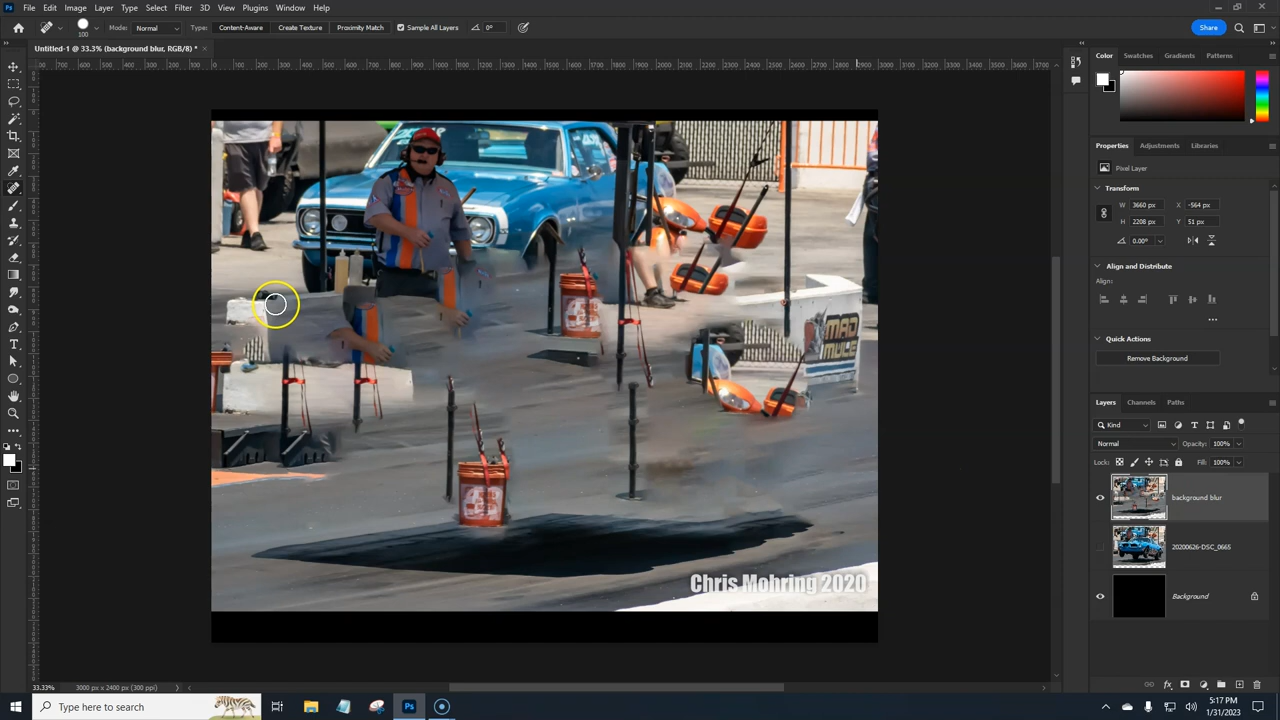 File Edit Image Layer Type Select Filter 3D View Plugins Window Help
100 Mode: Normal Type: Content-Aware Create Texture Proximity Match Sample All Layers 0° Share
Untitled-1 @ 33.3% (background blur, RGB/8) *
Color Swatches Gradients Patterns
Properties Adjustments Libraries
Pixel Layer
Transform
W 3660 px X -564 px
H 2208 px Y 51 px
0.00°
Align and Distribute
Align:
Quick Actions
Remove Background
Layers Channels Paths
Kind
Normal Opacity: 100%
Lock: Fill: 100%
background blur
20200626-DSC_0665
Background
MAD
MULE
Chris Mohring 2020
33.33% 3000 px x 2400 px (300 ppi)
Type here to search
5:17 PM
1/31/2023